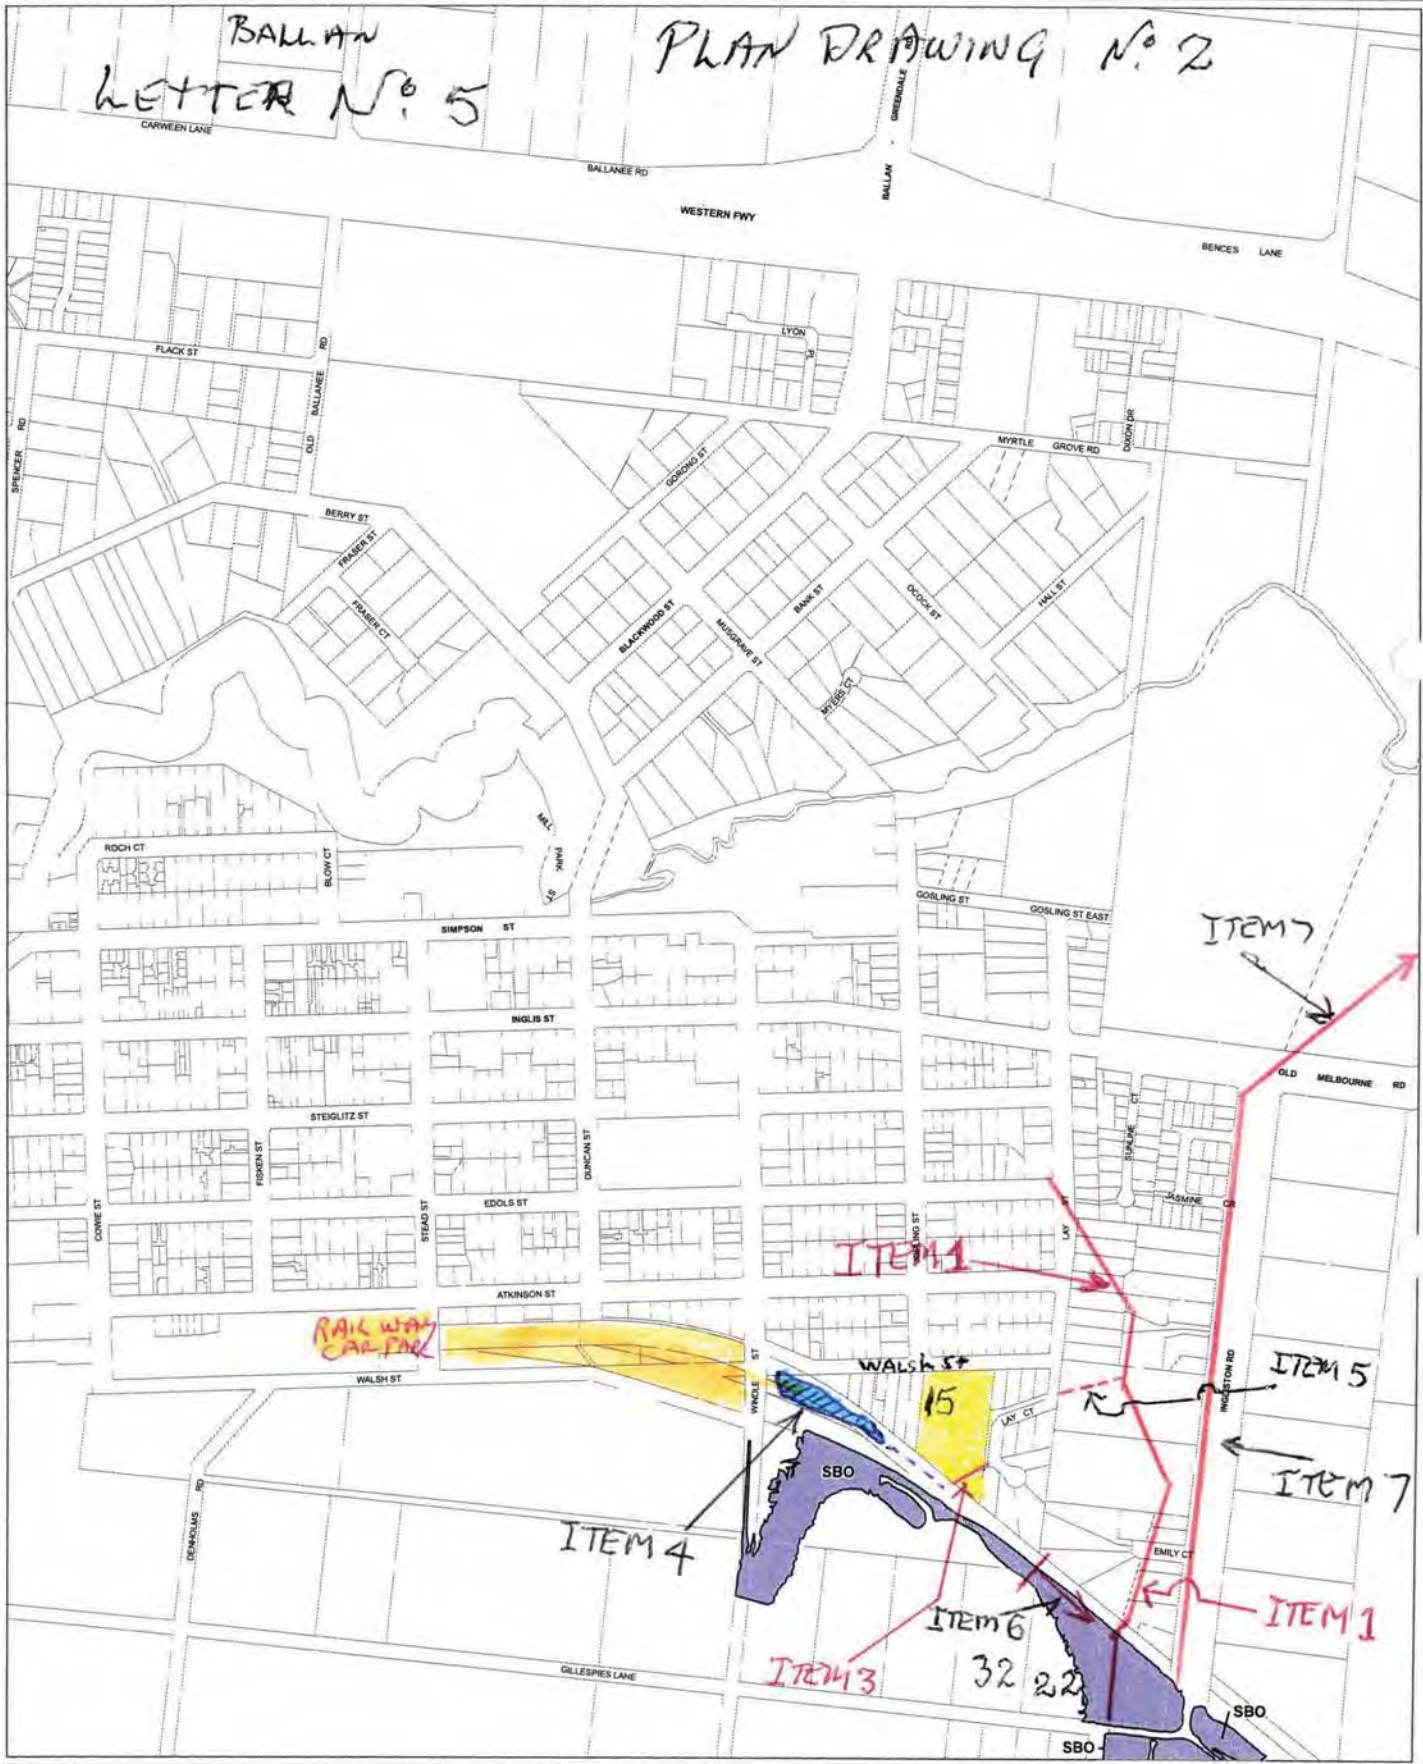 BALLAN
PLAN DRAWING No. 2
LETTER No. 5
CARWEEN LANE
BALLANEE RD
BALLAN - GREENDALE RD
WESTERN FWY
BENCES LANE
LYON PL
FLACK ST
OLD BALLANEE RD
SPENCER RD
MYRTLE GROVE RD
DIXON DR
GORONG ST
BERRY ST
FRASER ST
FRASER CT
BLACKWOOD ST
MUSGRAVE ST
BANK ST
OCOCK ST
HALL ST
MYERS CT
MILL PARK ST
ROCH CT
BLOW CT
GOSLING ST
GOSLING ST EAST
SIMPSON ST
ITEM 7
INGLIS ST
OLD MELBOURNE RD
STEIGLITZ ST
SUNLINE CT
FISKEN ST
DUNCAN ST
JASMINE CR
EDOLS ST
COWIE ST
STEAD ST
LAY ST
ITEM 1
ATKINSON ST
RAILWAY
CAR PARK
WALSH ST
WALSH ST
WINDLE ST
15
LAY CT
INGLISTON RD
ITEM 5
SBO
ITEM 7
DENHOLMS RD
ITEM 4
EMILY CT
ITEM 6
ITEM 1
ITEM 3
32 22
GILLESPIES LANE
SBO
SBO